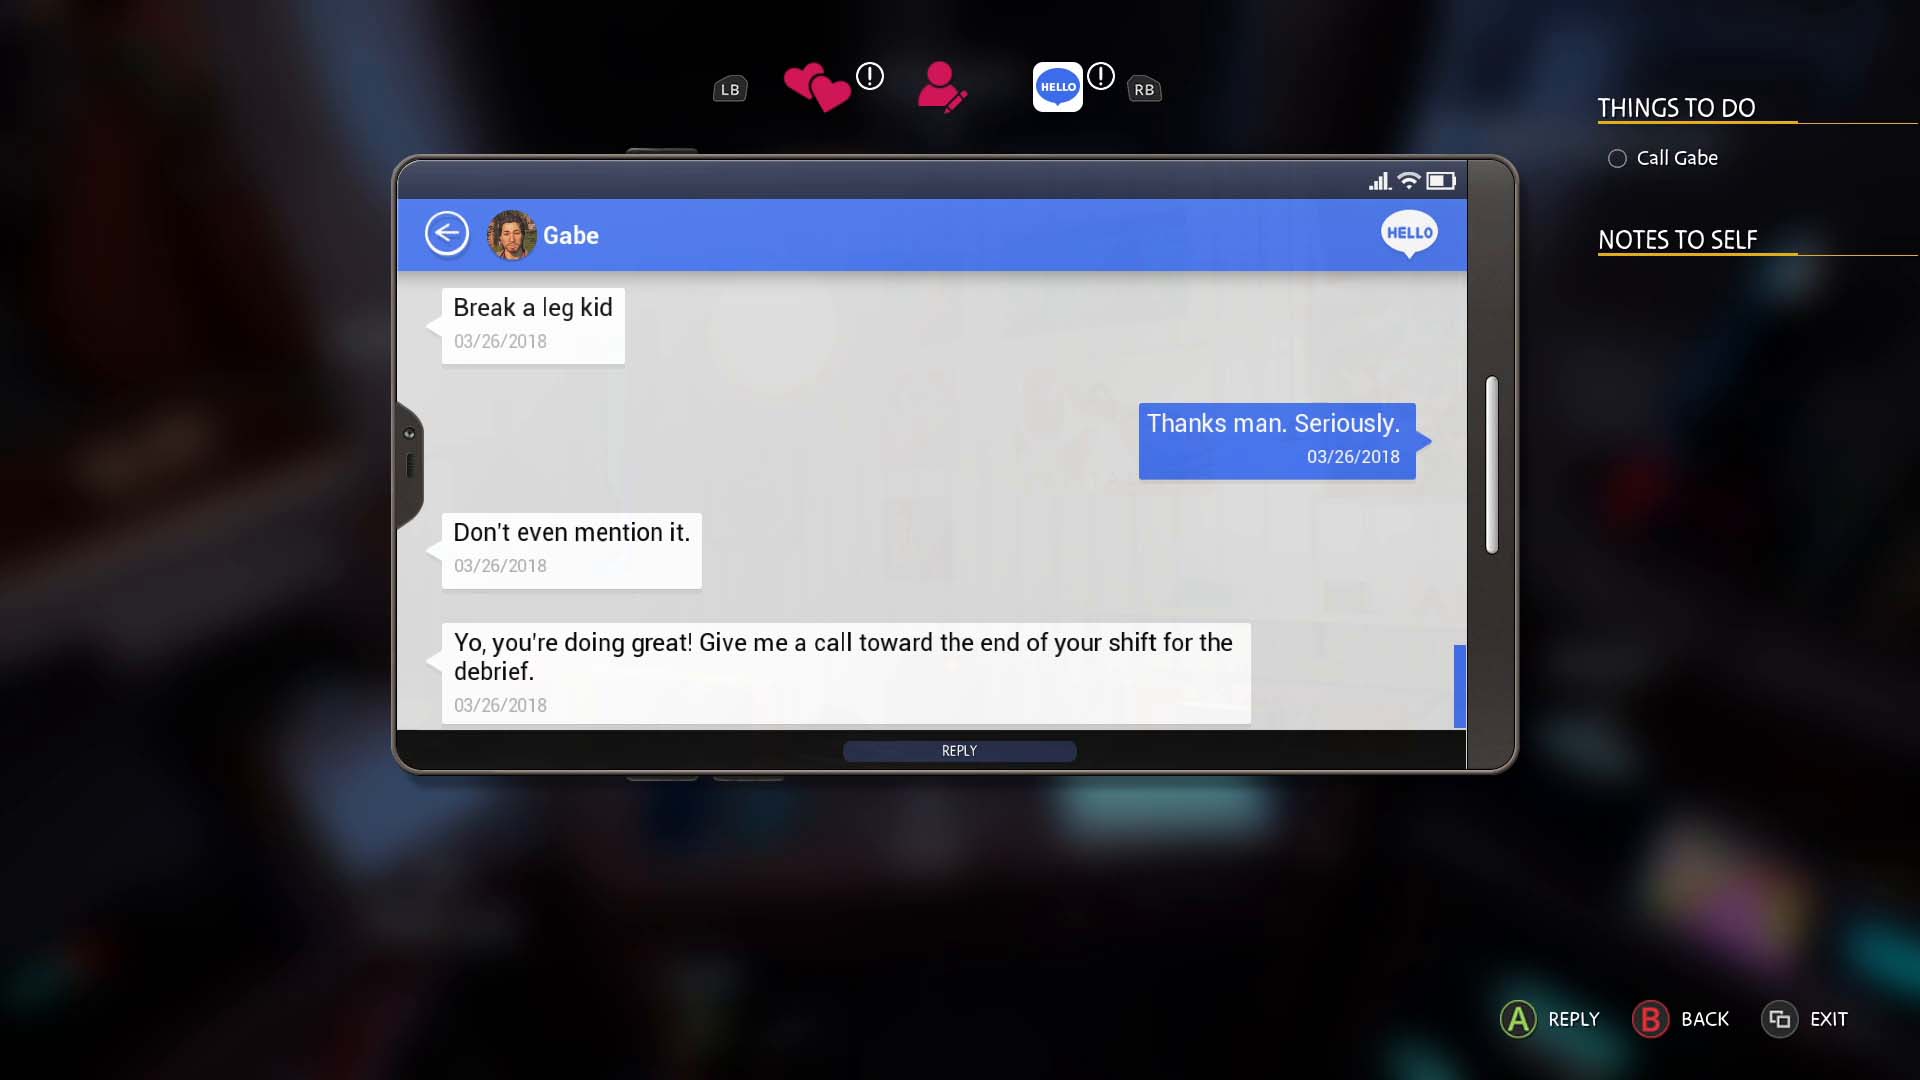 LB
HELLO
RB
THINGS TO DO
Call Gabe
NOTES TO SELF
Gabe
HELLO
Break a leg kid
03/26/2018
Thanks man. Seriously.
03/26/2018
Don't even mention it.
03/26/2018
Yo, you're doing great! Give me a call toward the end of your shift for the
debrief.
03/26/2018
REPLY
A REPLY B BACK EXIT